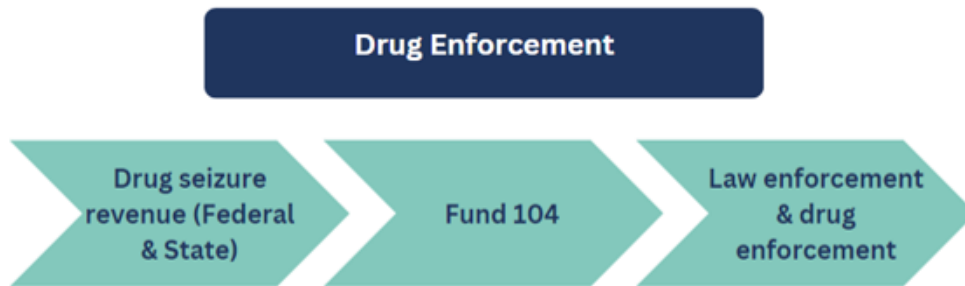 Drug Enforcement
Drug seizure
revenue (Federal
& State)
Fund 104
Law enforcement
& drug
enforcement